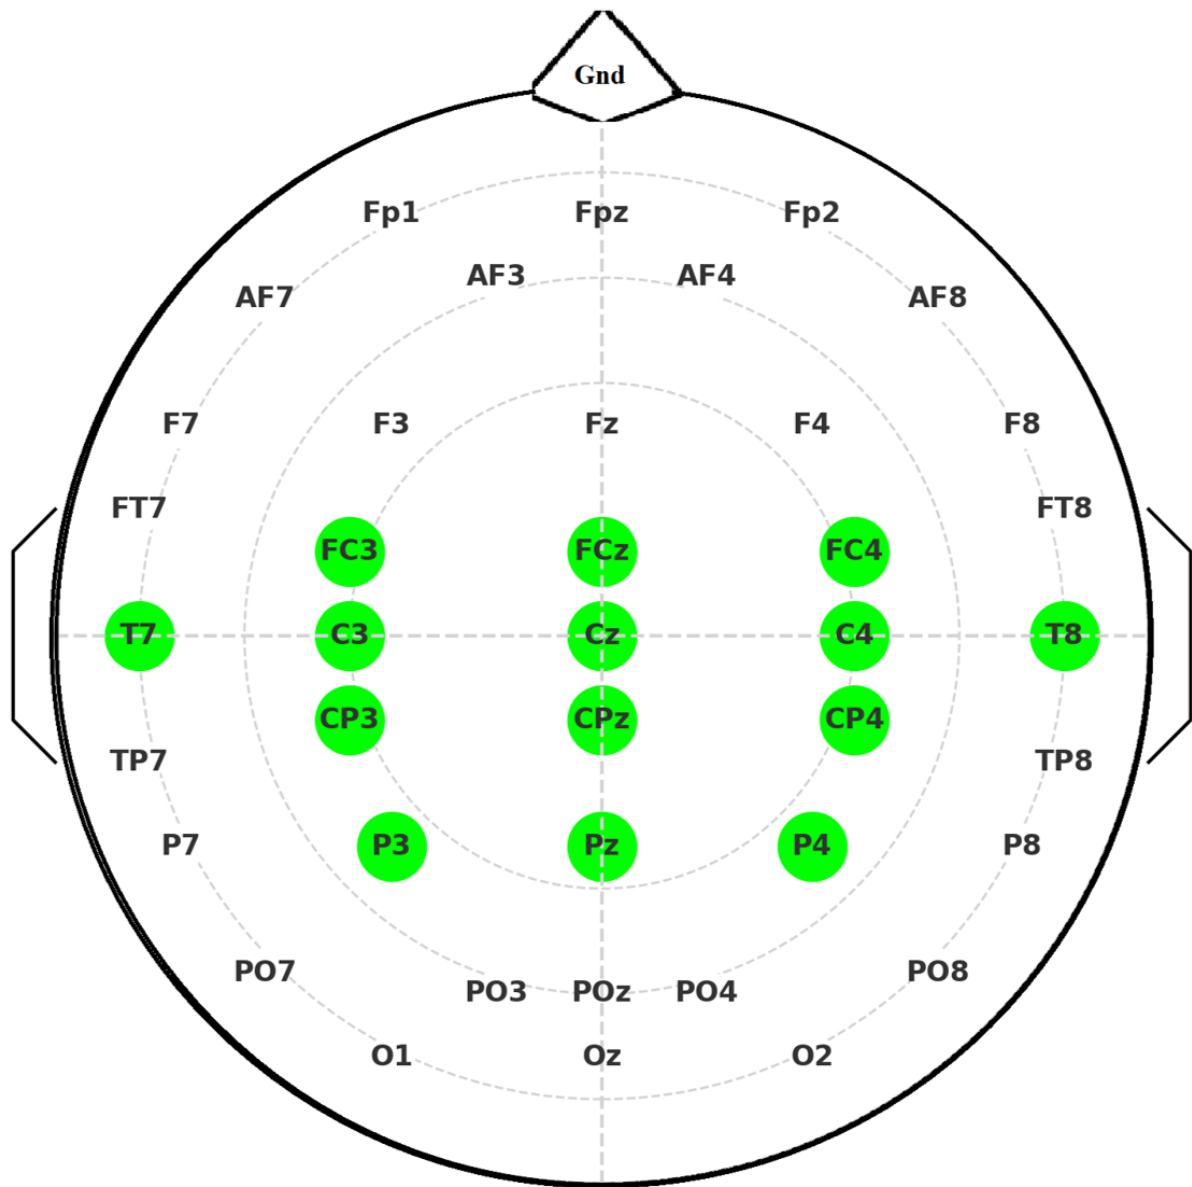 Gnd
Fp1 Fpz Fp2
AF3 AF4
AF7 AF8
F7 F3 Fz F4 F8
FT7 FT8
FC3 FCz FC4
T7 C3 Cz C4 T8
CP3 CPz CP4
TP7 TP8
P7 P3 Pz P4 P8
PO7 PO8
PO3 POz PO4
O1 Oz O2